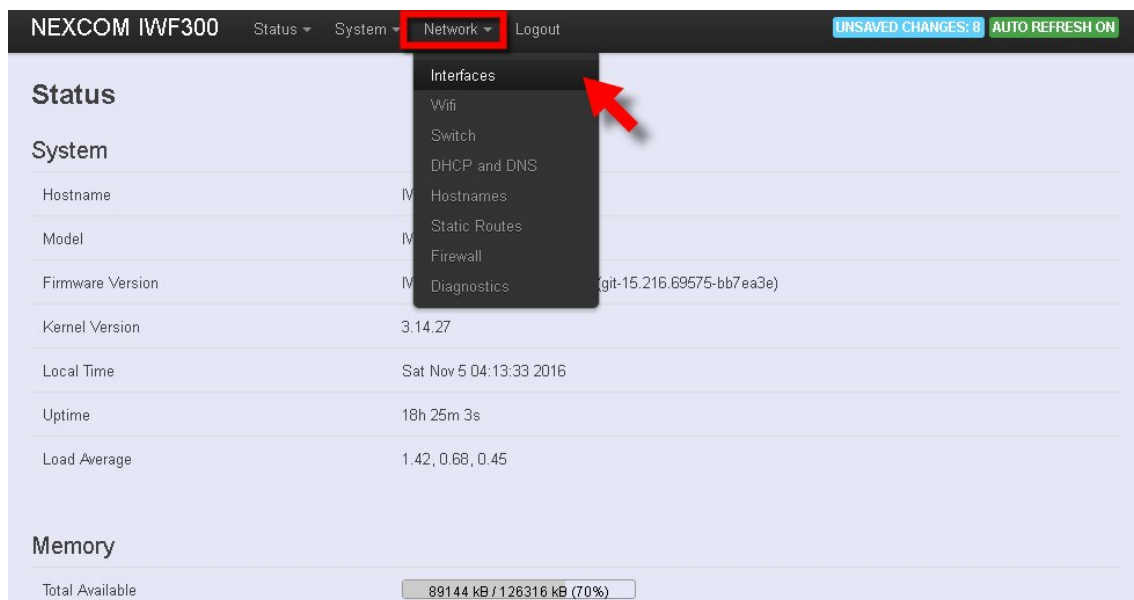 NEXCOM IWF300 Status System Network Logout UNSAVED CHANGES: 8 AUTO REFRESH ON
Interfaces
Wifi
Switch
DHCP and DNS
Hostnames
Static Routes
Firewall
Diagnostics
Status
System
Hostname
Model
Firmware Version (git-15.216.69575-bb7ea3e)
Kernel Version 3.14.27
Local Time Sat Nov 5 04:13:33 2016
Uptime 18h 25m 3s
Load Average 1.42, 0.68, 0.45
Memory
Total Available 89144 kB / 126316 kB (70%)